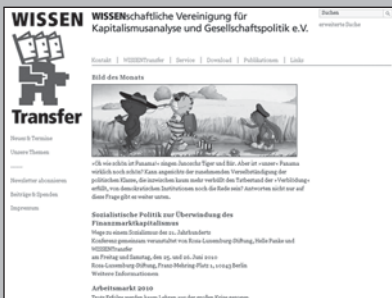 WISSEN
Transfer
WISSENschaftliche Vereinigung für
Kapitalismusanalyse und Gesellschaftspolitik e.V.
Suchen
erweiterte Suche
Kontakt | WISSENTransfer | Service | Download | Publikationen | Links
Neues & Termine
Unsere Themen
Newsletter abonnieren
Beiträge & Spenden
Impressum
Bild des Monats
»Oh wie schön ist Panama!« singen Janoschs Tiger und Bär. Aber ist »unser« Panama
wirklich noch schön? Kann angesichts der zunehmenden Verselbständigung der
politischen Klasse, die inzwischen kaum mehr verhüllt den Tatbestand der »Verbildung«
erfüllt, von demokratischen Institutionen noch die Rede sein? Antworten nicht nur auf
diese Frage gibt es weiter unten.
Sozialistische Politik zur Überwindung des
Finanzmarktkapitalismus
Wege zu einem Sozialismus des 21. Jahrhunderts
Konferenz gemeinsam veranstaltet von Rosa-Luxemburg-Stiftung, Helle Panke und
WISSENTransfer
am Freitag und Samstag, den 25. und 26. Juni 2010
Rosa-Luxemburg-Stiftung, Franz-Mehring-Platz 1, 10243 Berlin
Weitere Informationen
Arbeitsmarkt 2010